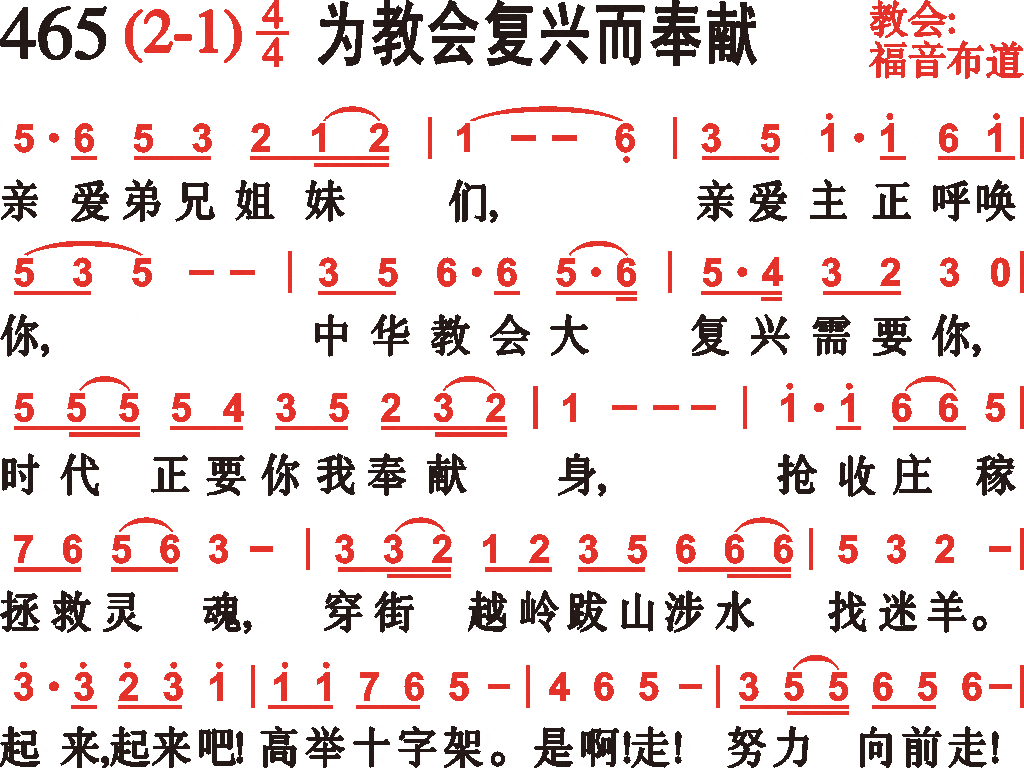 465 (2-1) 4/4 为教会复兴而奉献 教会:
福音布道
5·6 5 3 2 1 2 | 1 – – 6 | 3 5 1·1 6 1 |
亲爱弟兄姐妹们, 亲爱主正呼唤
5 3 5 – – | 3 5 6·6 5·6 | 5·4 3 2 3 0 |
你, 中华教会大复兴需要你,
5 5 5 5 4 3 5 2 3 2 | 1 – – – | 1·1 6 6 5 |
时代正要你我奉献身, 抢收庄稼
7 6 5 6 3 – | 3 3 2 1 2 3 5 6 6 6 | 5 3 2 – |
拯救灵魂, 穿街越岭跋山涉水找迷羊。
3·3 2 3 1 | 1 1 7 6 5 – | 4 6 5 – | 3 5 5 6 5 6 – |
起来,起来吧!高举十字架。是啊!走! 努力向前走!